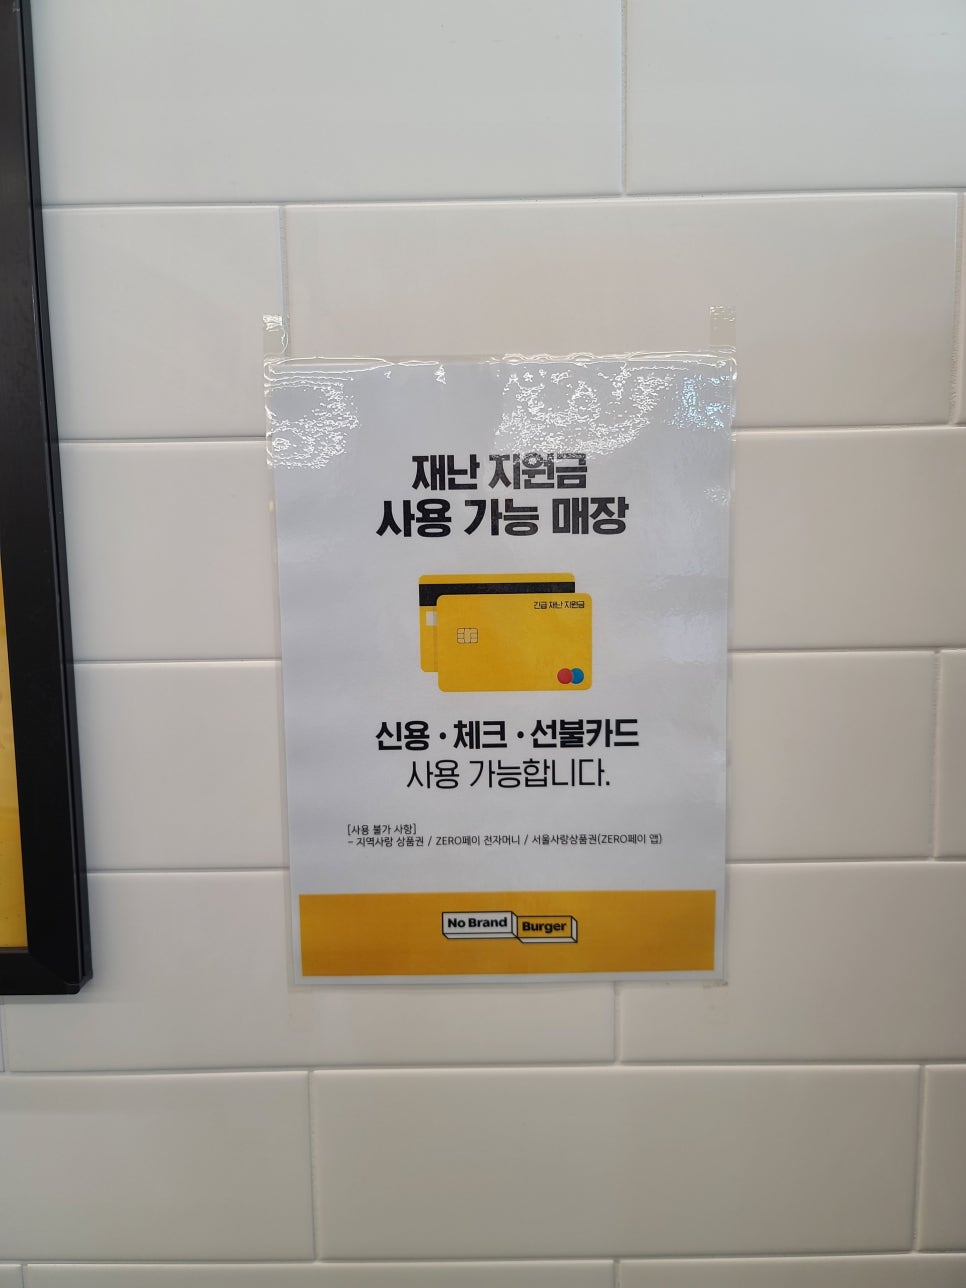 재난 지원금
사용 가능 매장
긴급 재난 지원금
신용·체크·선불카드
사용 가능합니다.
[사용 불가 사항]
- 지역사랑 상품권 / ZERO페이 전자머니 / 서울사랑상품권(ZERO페이 앱)
No Brand Burger